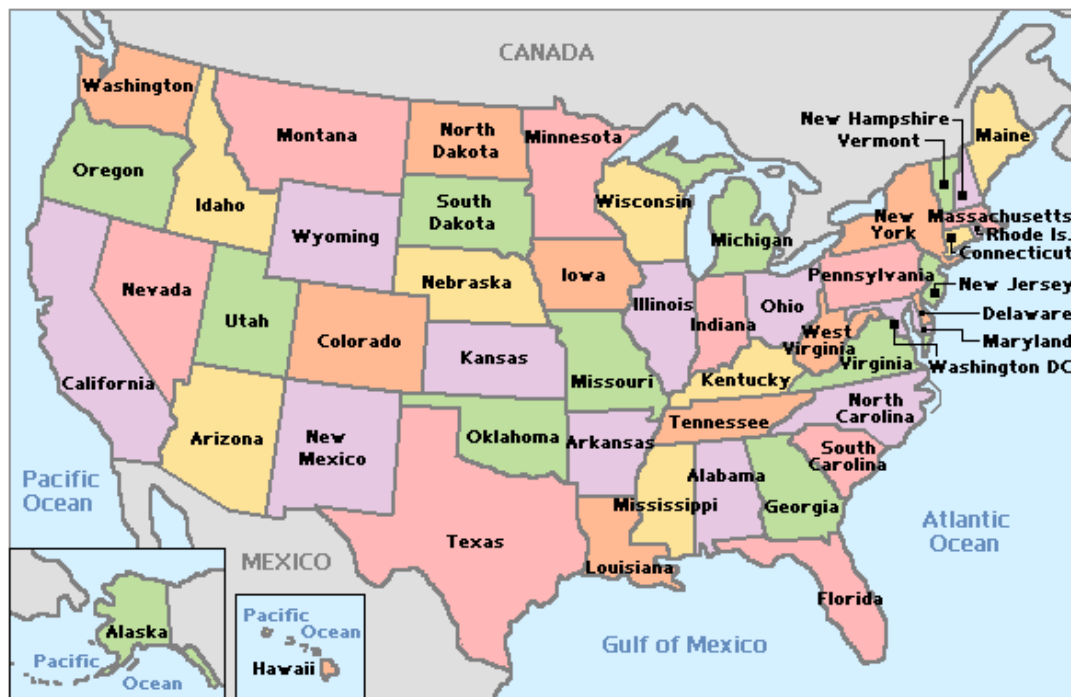 CANADA
Washington
Montana
North
Dakota
Minnesota
New Hampshire
Vermont
Maine
Oregon
Idaho
Wyoming
South
Dakota
Wisconsin
Michigan
New
York
Massachusetts
Rhode Is.
Connecticut
Nevada
Utah
Colorado
Nebraska
Iowa
Illinois
Indiana
Ohio
Pennsylvania
New Jersey
Delaware
Maryland
Washington DC
West
Virginia
Virginia
California
Kansas
Missouri
Kentucky
Arizona
New
Mexico
Oklahoma
Arkansas
Tennessee
North
Carolina
South
Carolina
Pacific
Ocean
Texas
Mississippi
Alabama
Georgia
Atlantic
Ocean
MEXICO
Louisiana
Florida
Gulf of Mexico
Alaska
Pacific
Ocean
Pacific
Ocean
Hawaii